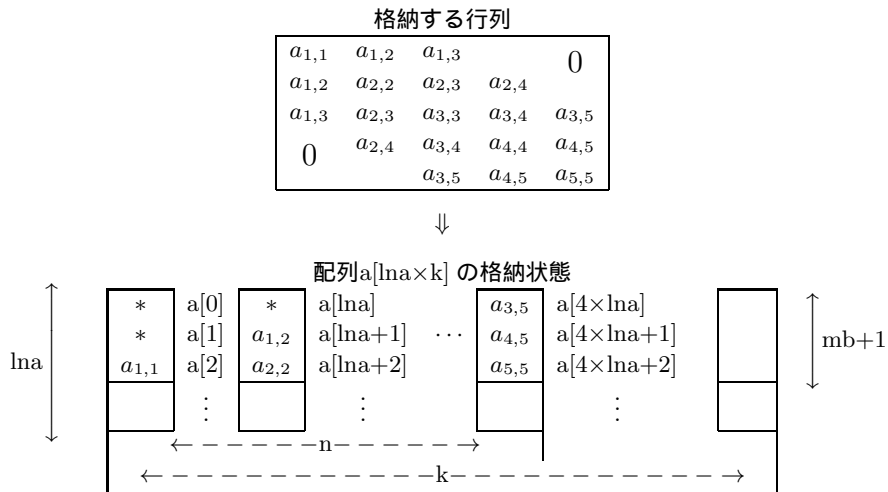 格納する行列
a1,1 a1,2 a1,3 0
a1,2 a2,2 a2,3 a2,4
a1,3 a2,3 a3,3 a3,4 a3,5
0 a2,4 a3,4 a4,4 a4,5
a3,5 a4,5 a5,5
⇓
配列a[lna×k] の格納状態
* a[0] * a[lna] a3,5 a[4×lna]
* a[1] a1,2 a[lna+1] ⋯ a4,5 a[4×lna+1] mb+1
lna a1,1 a[2] a2,2 a[lna+2] a5,5 a[4×lna+2]
⋮ ⋮ ⋮
n
k